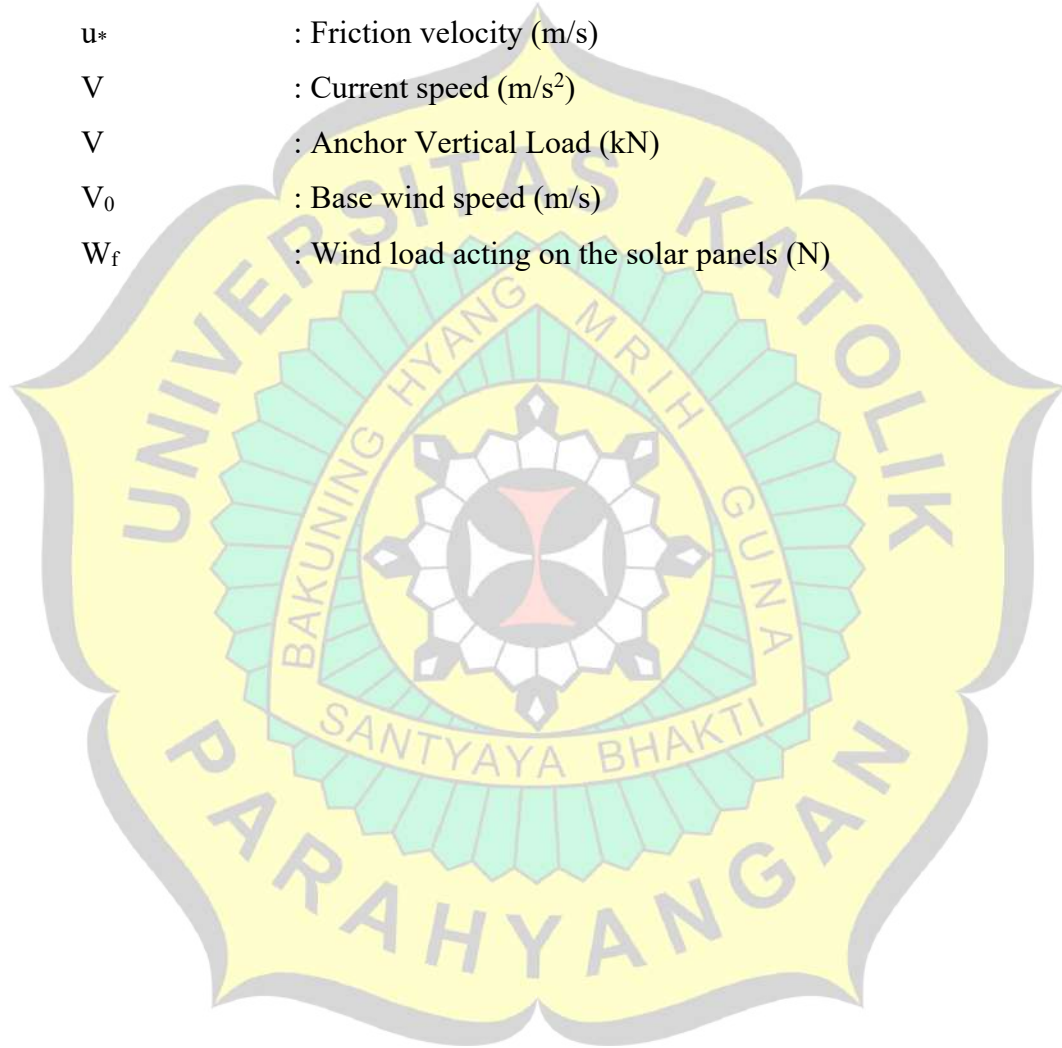 u* : Friction velocity (m/s)
V : Current speed (m/s²)
V : Anchor Vertical Load (kN)
V₀ : Base wind speed (m/s)
W_f : Wind load acting on the solar panels (N)
UNIVERSITAS KATOLIK
BAKUNING HYANG MRIH GUNA
SANTYAYA BHAKTI
PARAHYANGAN